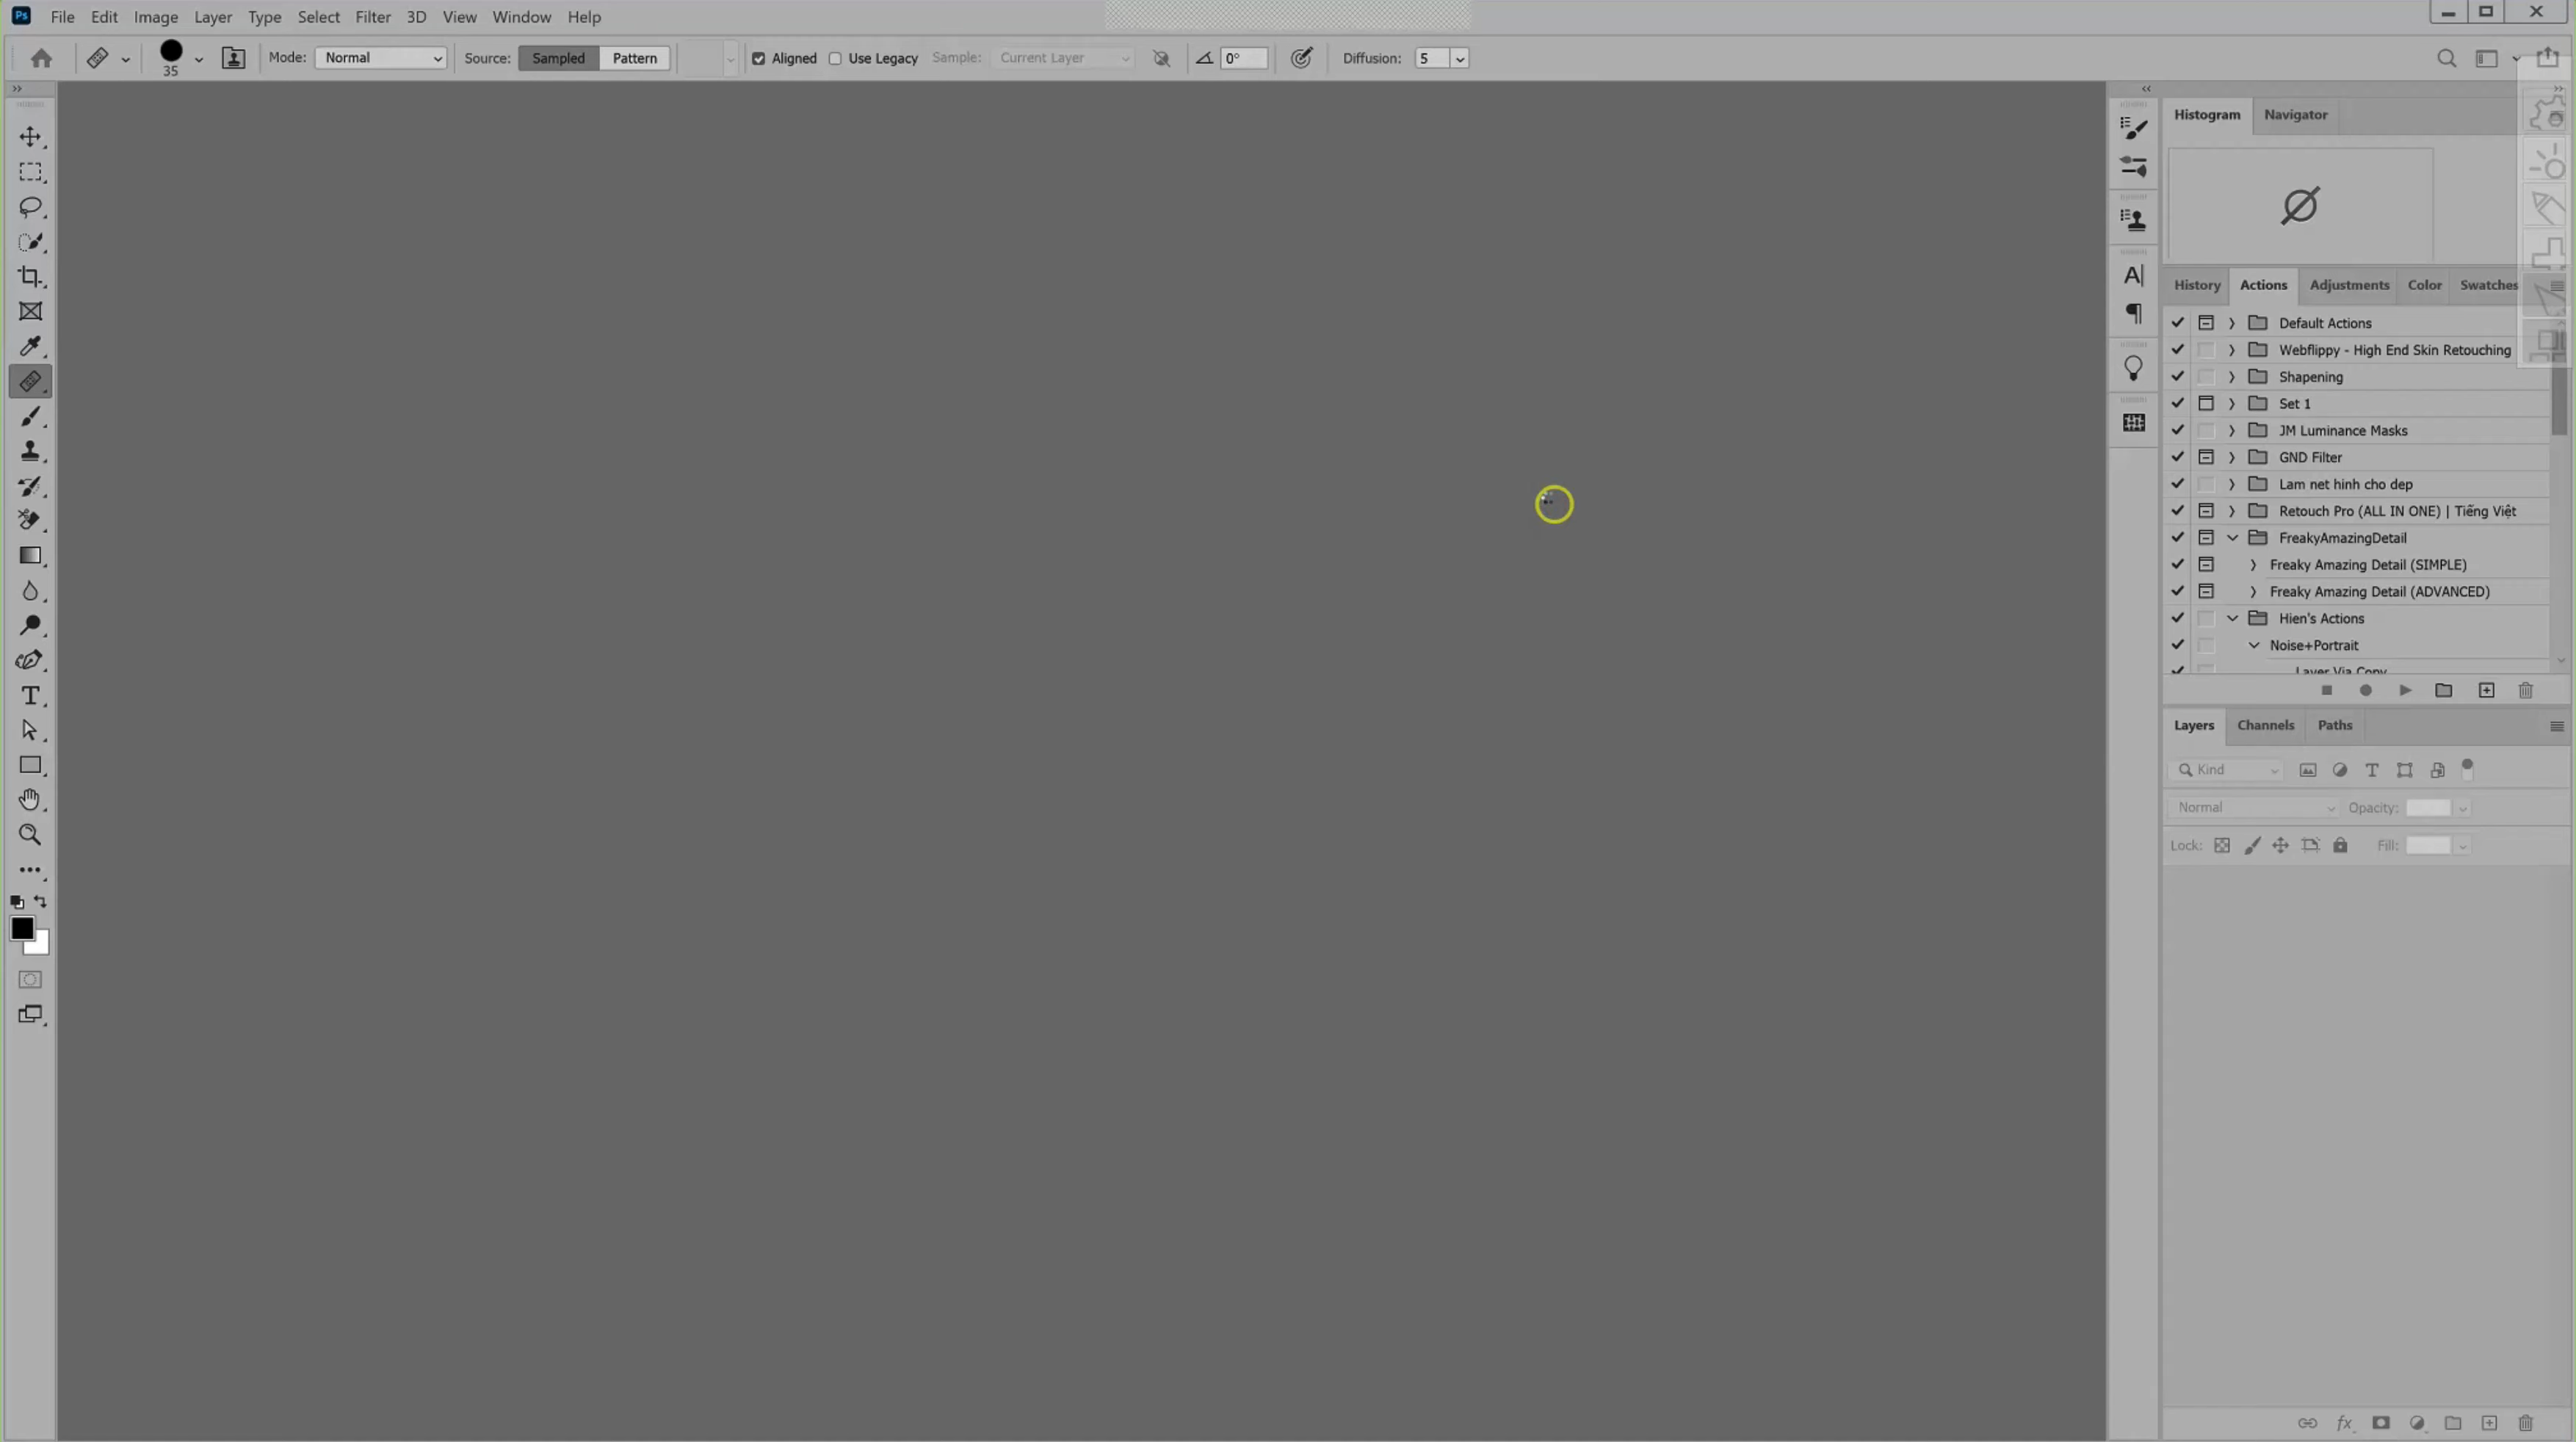 Ps File Edit Image Layer Type Select Filter 3D View Window Help
35 Mode: Normal Source: Sampled Pattern Aligned Use Legacy Sample: Current Layer 0° Diffusion: 5
Histogram Navigator
History Actions Adjustments Color Swatches
Default Actions
Webflippy - High End Skin Retouching
Shapening
Set 1
JM Luminance Masks
GND Filter
Lam net hinh cho dep
Retouch Pro (ALL IN ONE) | Tiếng Việt
FreakyAmazingDetail
Freaky Amazing Detail (SIMPLE)
Freaky Amazing Detail (ADVANCED)
Hien's Actions
Noise+Portrait
Layer Via Copy
Layers Channels Paths
Kind
Normal Opacity:
Lock: Fill:
fx